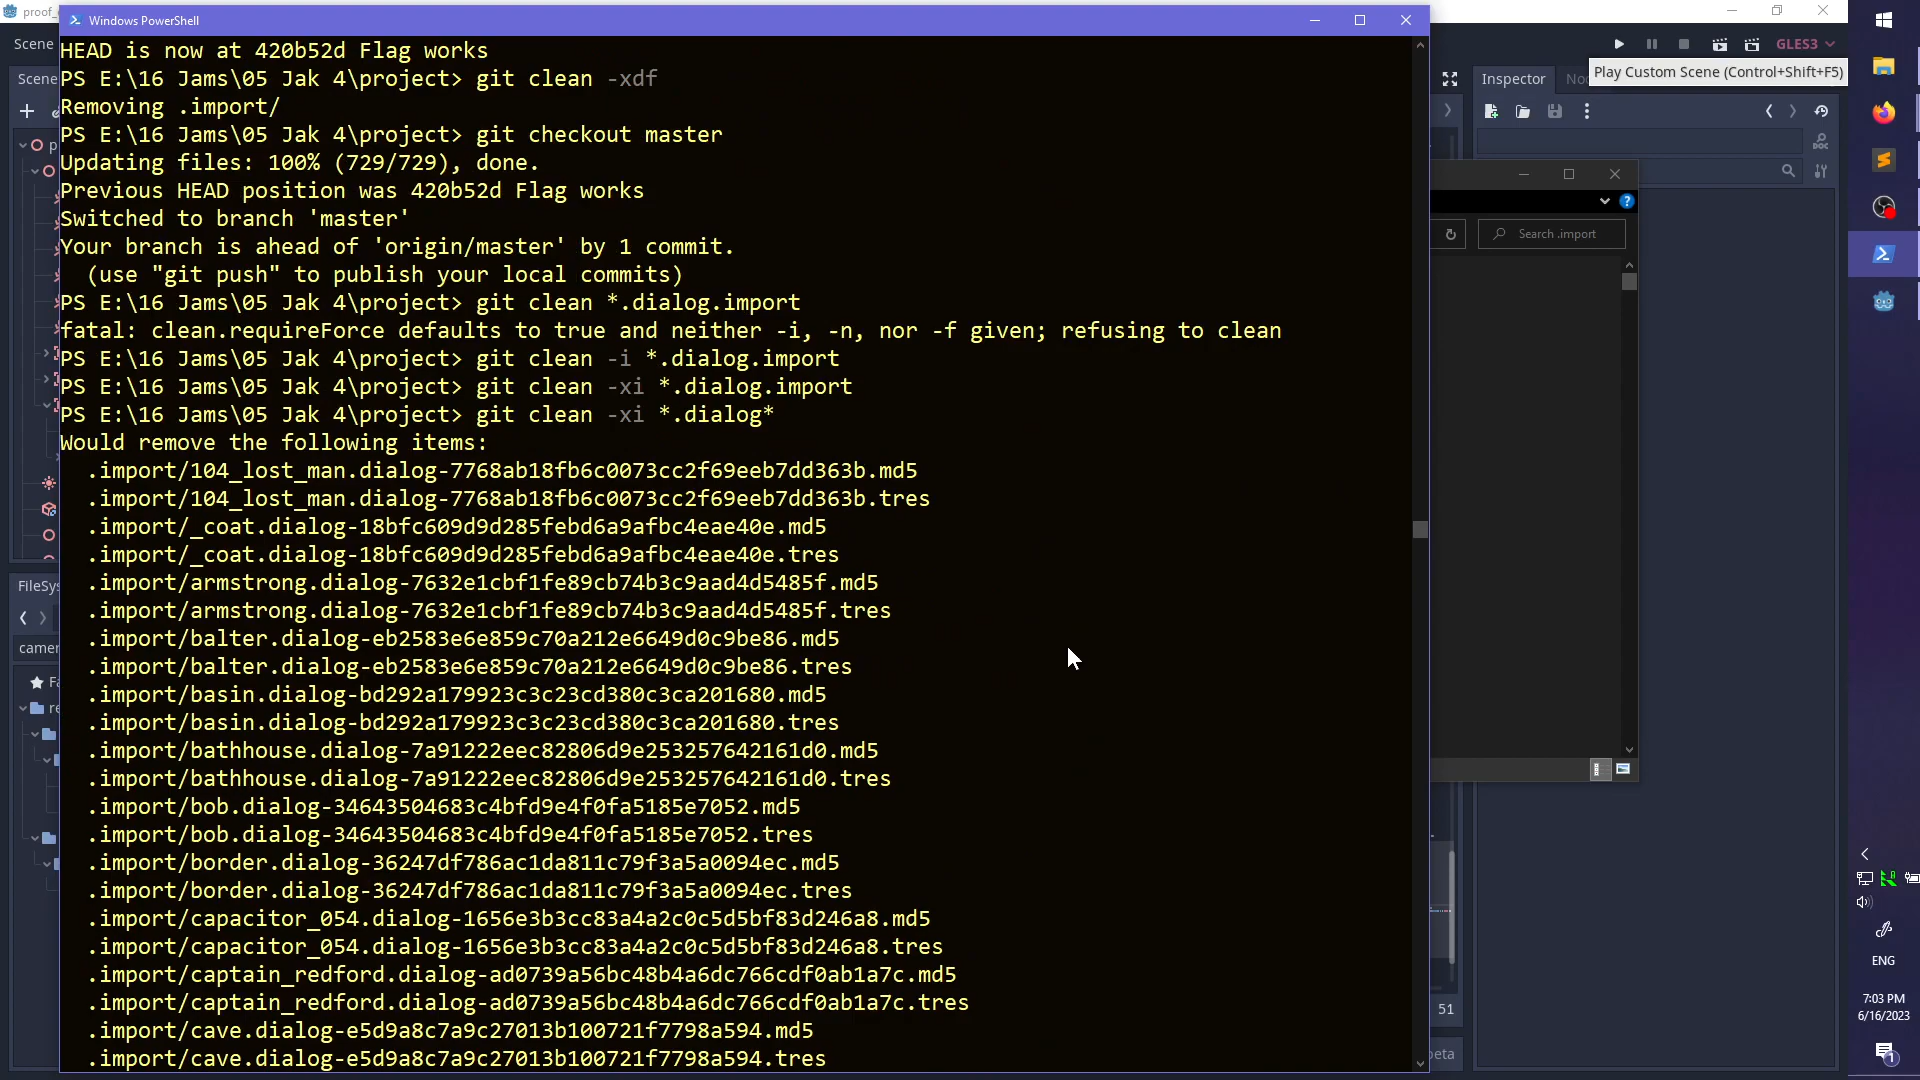 proof_
Windows PowerShell
Scene
GLES3
Scene
Inspector
No
Play Custom Scene (Control+Shift+F5)
HEAD is now at 420b52d Flag works
PS E:\16 Jams\05 Jak 4\project> git clean -xdf
Removing .import/
PS E:\16 Jams\05 Jak 4\project> git checkout master
Updating files: 100% (729/729), done.
Previous HEAD position was 420b52d Flag works
Switched to branch 'master'
Your branch is ahead of 'origin/master' by 1 commit.
(use "git push" to publish your local commits)
PS E:\16 Jams\05 Jak 4\project> git clean *.dialog.import
fatal: clean.requireForce defaults to true and neither -i, -n, nor -f given; refusing to clean
PS E:\16 Jams\05 Jak 4\project> git clean -i *.dialog.import
PS E:\16 Jams\05 Jak 4\project> git clean -xi *.dialog.import
PS E:\16 Jams\05 Jak 4\project> git clean -xi *.dialog*
Would remove the following items:
.import/104_lost_man.dialog-7768ab18fb6c0073cc2f69eeb7dd363b.md5
.import/104_lost_man.dialog-7768ab18fb6c0073cc2f69eeb7dd363b.tres
.import/_coat.dialog-18bfc609d9d285febd6a9afbc4eae40e.md5
.import/_coat.dialog-18bfc609d9d285febd6a9afbc4eae40e.tres
.import/armstrong.dialog-7632e1cbf1fe89cb74b3c9aad4d5485f.md5
.import/armstrong.dialog-7632e1cbf1fe89cb74b3c9aad4d5485f.tres
.import/balter.dialog-eb2583e6e859c70a212e6649d0c9be86.md5
.import/balter.dialog-eb2583e6e859c70a212e6649d0c9be86.tres
.import/basin.dialog-bd292a179923c3c23cd380c3ca201680.md5
.import/basin.dialog-bd292a179923c3c23cd380c3ca201680.tres
.import/bathhouse.dialog-7a91222eec82806d9e253257642161d0.md5
.import/bathhouse.dialog-7a91222eec82806d9e253257642161d0.tres
.import/bob.dialog-34643504683c4bfd9e4f0fa5185e7052.md5
.import/bob.dialog-34643504683c4bfd9e4f0fa5185e7052.tres
.import/border.dialog-36247df786ac1da811c79f3a5a0094ec.md5
.import/border.dialog-36247df786ac1da811c79f3a5a0094ec.tres
.import/capacitor_054.dialog-1656e3b3cc83a4a2c0c5d5bf83d246a8.md5
.import/capacitor_054.dialog-1656e3b3cc83a4a2c0c5d5bf83d246a8.tres
.import/captain_redford.dialog-ad0739a56bc48b4a6dc766cdf0ab1a7c.md5
.import/captain_redford.dialog-ad0739a56bc48b4a6dc766cdf0ab1a7c.tres
.import/cave.dialog-e5d9a8c7a9c27013b100721f7798a594.md5
.import/cave.dialog-e5d9a8c7a9c27013b100721f7798a594.tres
Search .import
FileSys
camer
Fa
re
51
beta
ENG
7:03 PM
6/16/2023
1